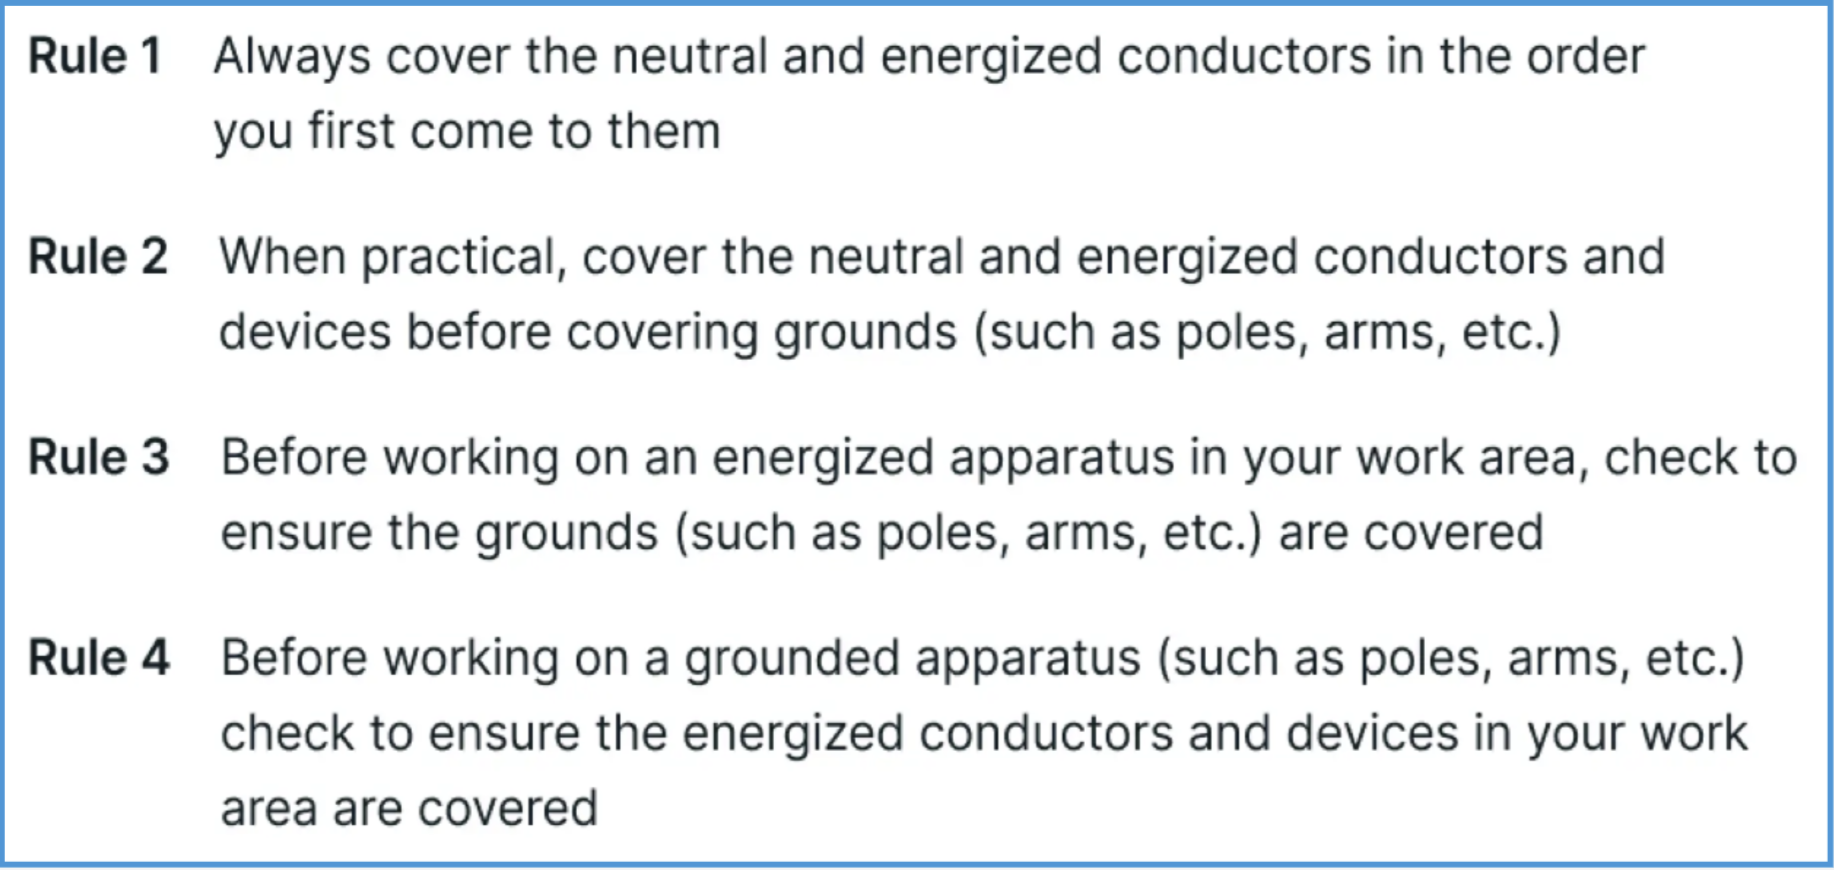 Rule 1 Always cover the neutral and energized conductors in the order
you first come to them
Rule 2 When practical, cover the neutral and energized conductors and
devices before covering grounds (such as poles, arms, etc.)
Rule 3 Before working on an energized apparatus in your work area, check to
ensure the grounds (such as poles, arms, etc.) are covered
Rule 4 Before working on a grounded apparatus (such as poles, arms, etc.)
check to ensure the energized conductors and devices in your work
area are covered